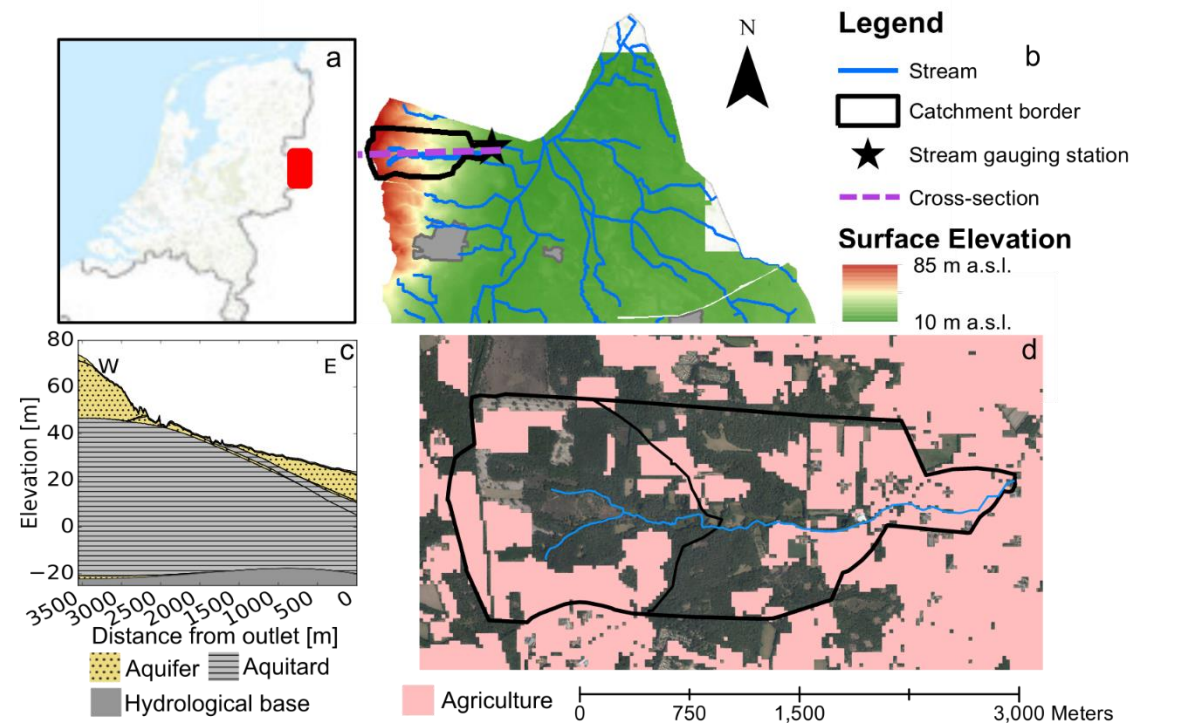 a
N
Legend
b
Stream
Catchment border
Stream gauging station
Cross-section
Surface Elevation
85 m a.s.l.
10 m a.s.l.
c
W
E
80
60
40
20
0
−20
Elevation [m]
3500 3000 2500 2000 1500 1000 500 0
Distance from outlet [m]
Aquifer
Aquitard
Hydrological base
d
Agriculture
0 750 1,500 3,000 Meters